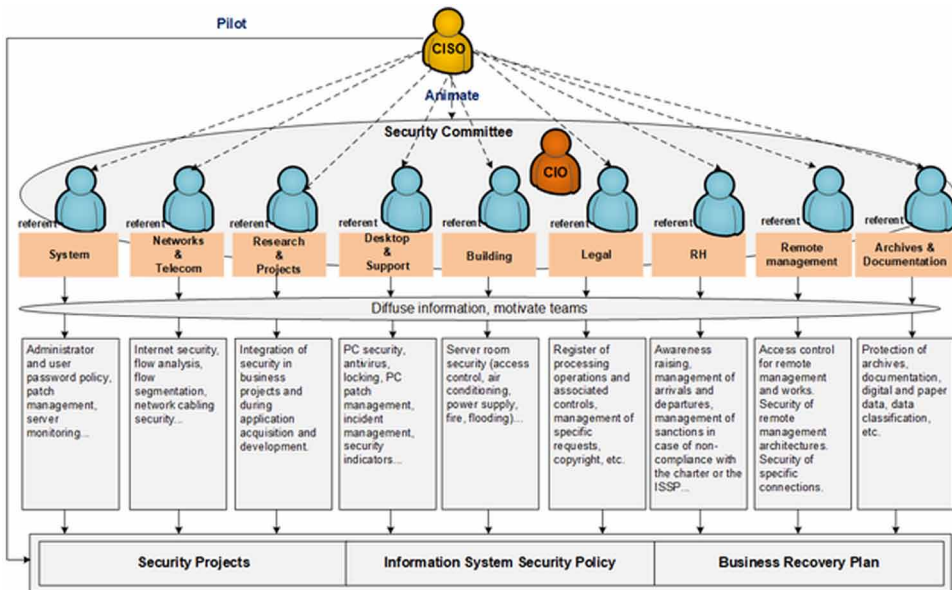 Pilot
CISO
Animate
Security Committee
CIO
referent
referent
referent
referent
referent
referent
referent
referent
referent
System
Networks
&
Telecom
Research
&
Projects
Desktop
&
Support
Building
Legal
RH
Remote
management
Archives &
Documentation
Diffuse information, motivate teams
Administrator
and user
password policy,
patch
management,
server
monitoring...
Internet security,
flow analysis,
flow
segmentation,
network cabling
security...
Integration of
security in
business
projects and
during
application
acquisition and
development.
PC security,
antivirus,
locking, PC
patch
management,
incident
management,
security
indicators...
Server room
security (access
control, air
conditioning,
power supply,
fire, flooding)...
Register of
processing
operations and
associated
controls,
management of
specific
requests,
copyright, etc.
Awareness
raising,
management of
arrivals and
departures,
management of
sanctions in
case of non-
compliance with
the charter or the
ISSP...
Access control
for remote
management
and works.
Security of
remote
management
architectures.
Security of
specific
connections.
Protection of
archives,
documentation,
digital and paper
data, data
classification,
etc.
Security Projects
Information System Security Policy
Business Recovery Plan